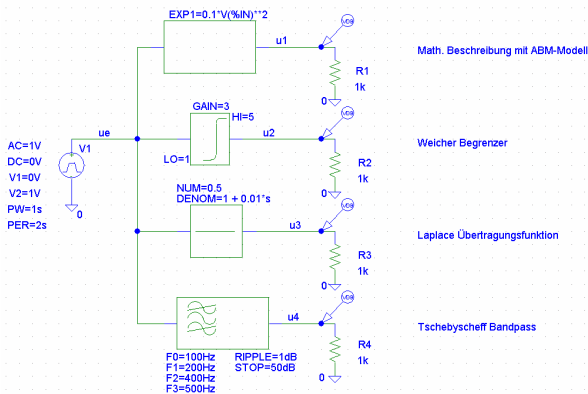 EXP1=0.1*V(%IN)**2
VDB
u1
Math. Beschreibung mit ABM-Modell
R1
1k
0
GAIN=3
HI=5
VDB
AC=1V
DC=0V
V1=0V
V2=1V
PW=1s
PER=2s
V1
0
ue
LO=1
u2
Weicher Begrenzer
R2
1k
0
NUM=0.5
DENOM=1 + 0.01*s
VDB
u3
Laplace Übertragungsfunktion
R3
1k
0
VDB
u4
Tschebyscheff Bandpass
R4
1k
0
F0=100Hz
F1=200Hz
F2=400Hz
F3=500Hz
RIPPLE=1dB
STOP=50dB